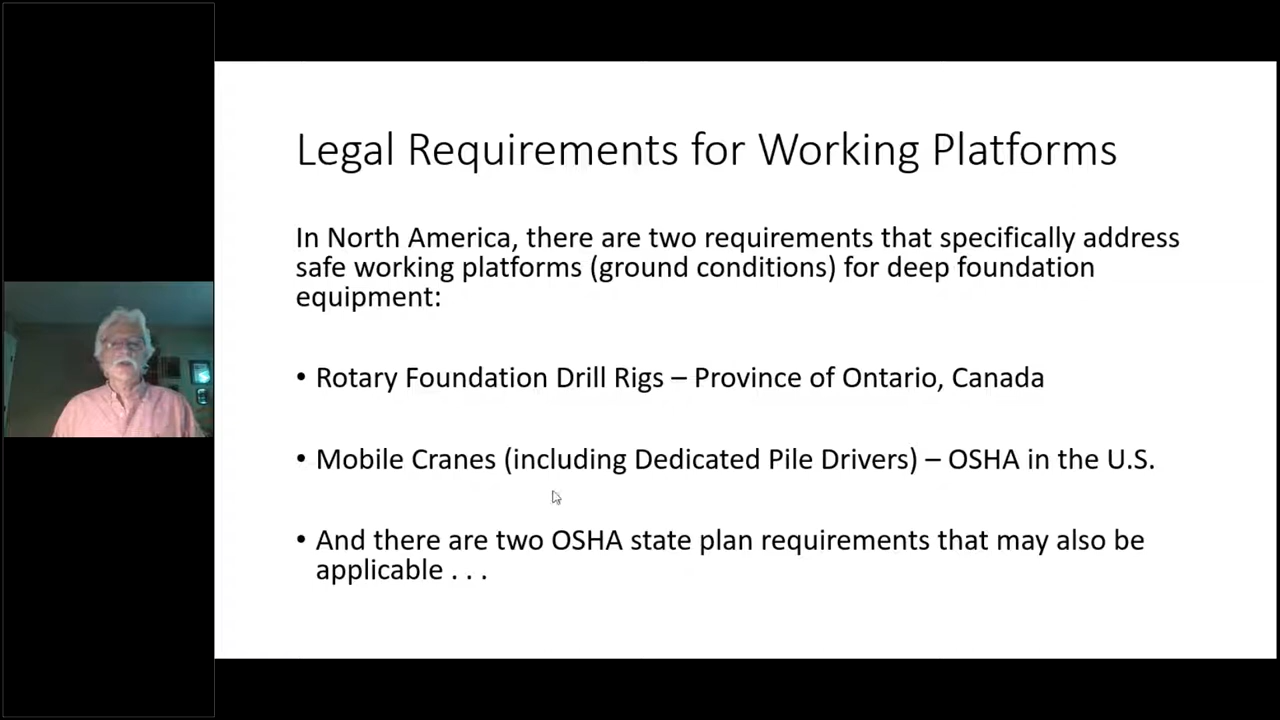 Legal Requirements for Working Platforms
In North America, there are two requirements that specifically address
safe working platforms (ground conditions) for deep foundation
equipment:
• Rotary Foundation Drill Rigs – Province of Ontario, Canada
• Mobile Cranes (including Dedicated Pile Drivers) – OSHA in the U.S.
• And there are two OSHA state plan requirements that may also be
applicable . . .